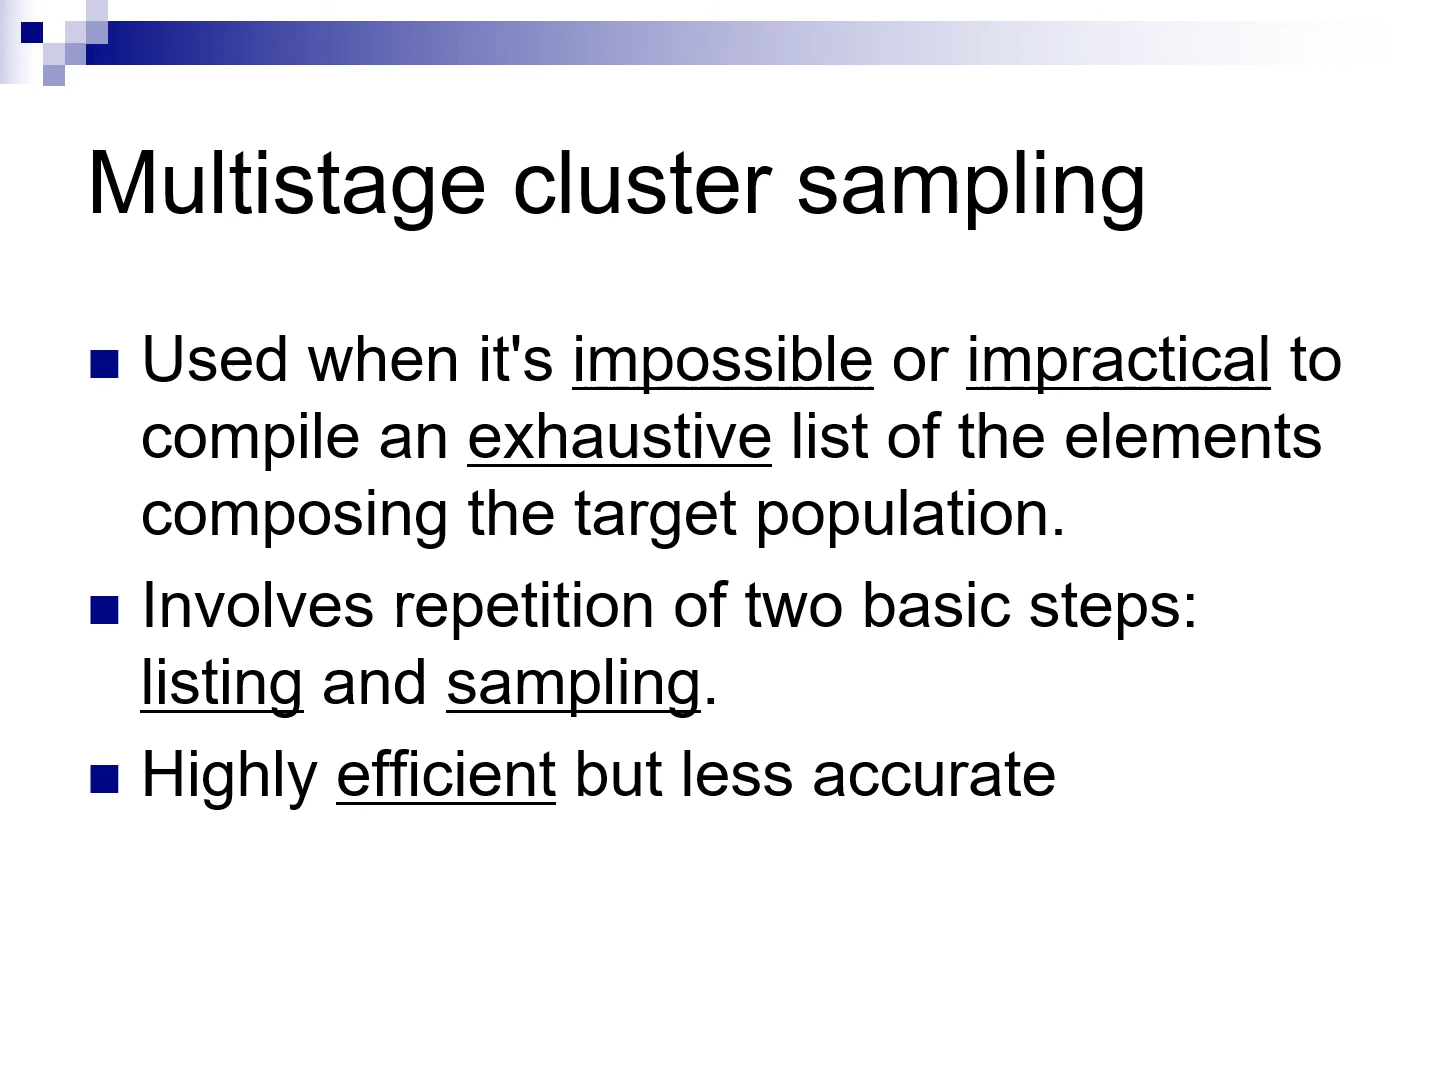 Multistage cluster sampling
Used when it's impossible or impractical to
compile an exhaustive list of the elements
composing the target population.
Involves repetition of two basic steps:
listing and sampling.
Highly efficient but less accurate